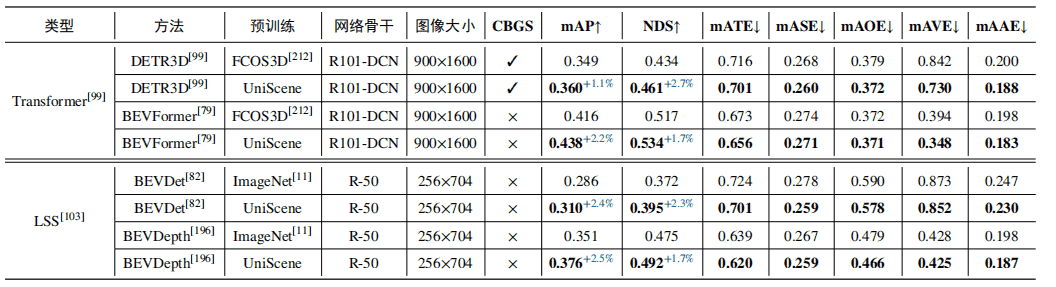 类型 方法 预训练 网络骨干 图像大小 CBGS mAP↑ NDS↑ mATE↓ mASE↓ mAOE↓ mAVE↓ mAAE↓
Transformer[99]
DETR3D[99] FCOS3D[212] R101-DCN 900×1600 ✓ 0.349 0.434 0.716 0.268 0.379 0.842 0.200
DETR3D[99] UniScene R101-DCN 900×1600 ✓ 0.360+1.1% 0.461+2.7% 0.701 0.260 0.372 0.730 0.188
BEVFormer[79] FCOS3D[212] R101-DCN 900×1600 × 0.416 0.517 0.673 0.274 0.372 0.394 0.198
BEVFormer[79] UniScene R101-DCN 900×1600 × 0.438+2.2% 0.534+1.7% 0.656 0.271 0.371 0.348 0.183
LSS[103]
BEVDet[82] ImageNet[11] R-50 256×704 × 0.286 0.372 0.724 0.278 0.590 0.873 0.247
BEVDet[82] UniScene R-50 256×704 × 0.310+2.4% 0.395+2.3% 0.701 0.259 0.578 0.852 0.230
BEVDepth[196] ImageNet[11] R-50 256×704 × 0.351 0.475 0.639 0.267 0.479 0.428 0.198
BEVDepth[196] UniScene R-50 256×704 × 0.376+2.5% 0.492+1.7% 0.620 0.259 0.466 0.425 0.187